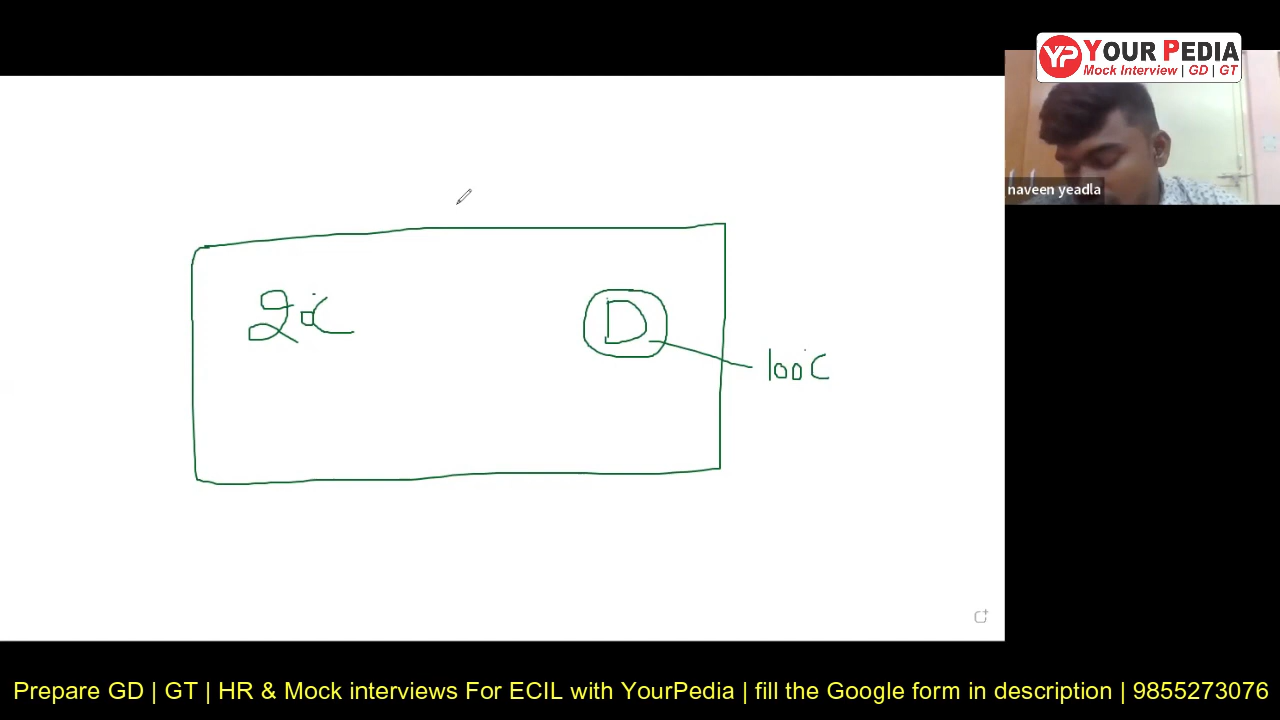 YP YOUR PEDIA
Mock Interview | GD | GT
naveen yeadla
20°C
D
100°C
Prepare GD | GT | HR & Mock interviews For ECIL with YourPedia | fill the Google form in description | 9855273076